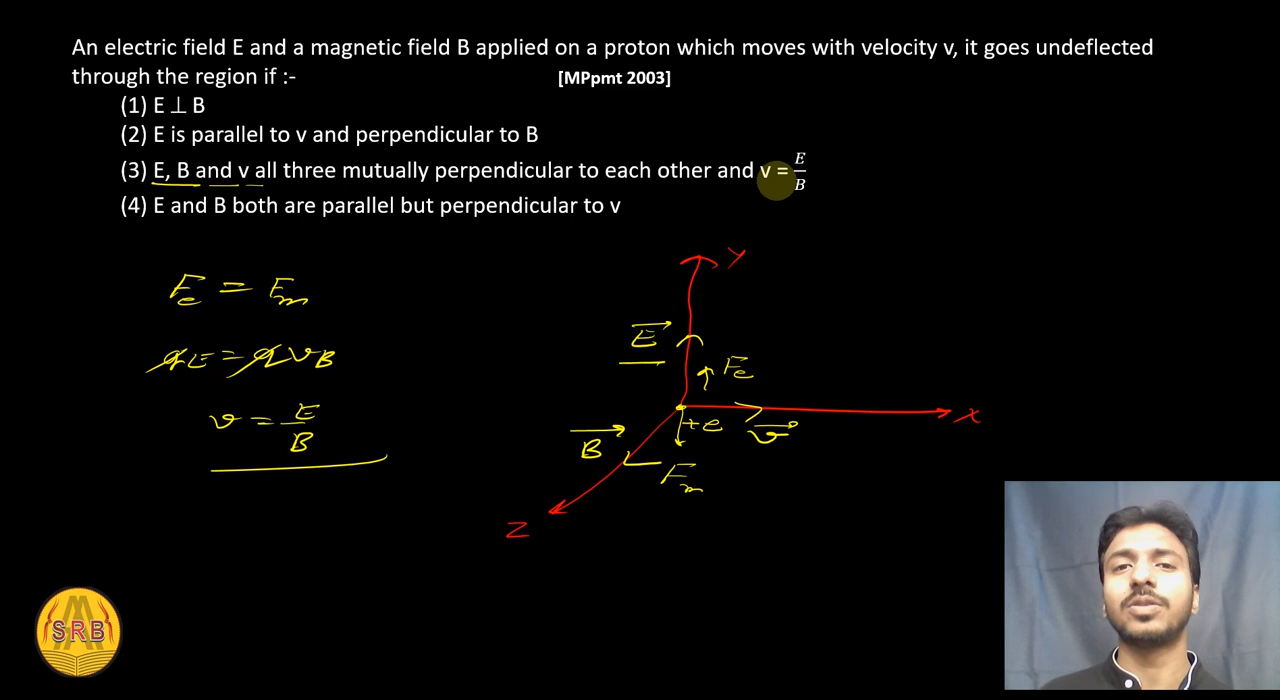 An electric field E and a magnetic field B applied on a proton which moves with velocity v, it goes undeflected
through the region if :- [MPpmt 2003]
(1) E ⊥ B
(2) E is parallel to v and perpendicular to B
(3) E, B and v all three mutually perpendicular to each other and v = E/B
(4) E and B both are parallel but perpendicular to v
Fe = Fm
qE = qvB
v = E/B
Y
E
Fe
X
+e
v
B
Fm
Z
SRB